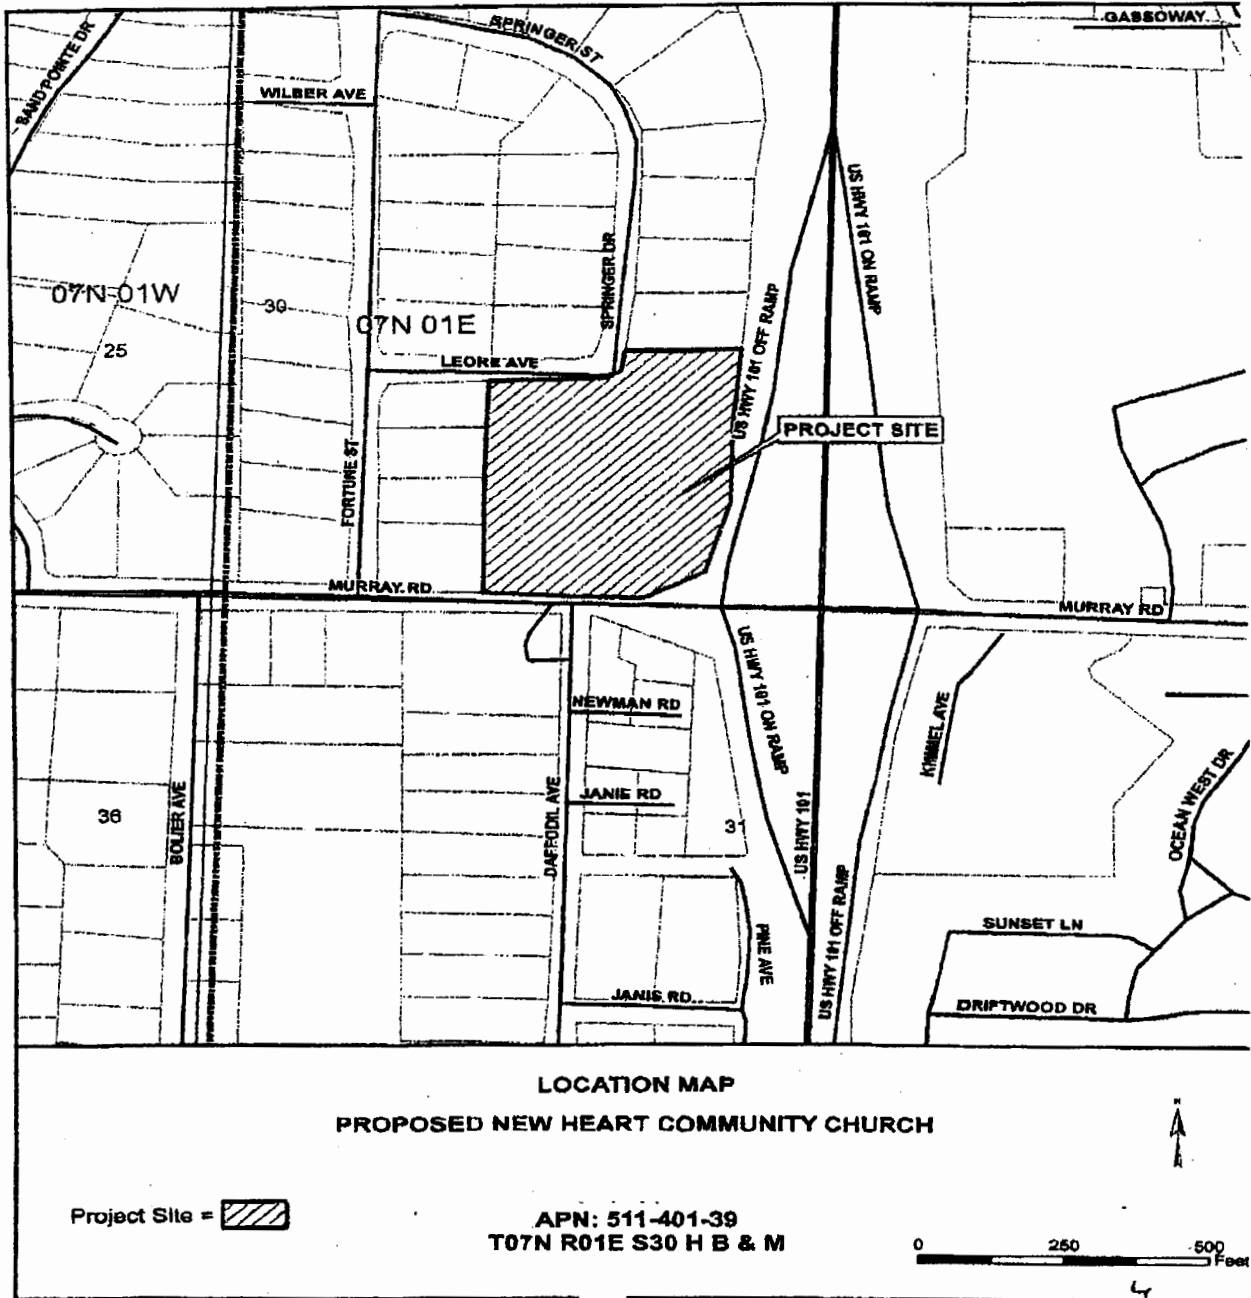 SPRINGER ST
GASSOWAY
SAND POINTE DR
WILBER AVE
US HWY 101 ON RAMP
SPRINGER DR
07N 01W
30
07N 01E
US HWY 101 OFF RAMP
25
LEORE AVE
PROJECT SITE
FORTUNE ST
MURRAY RD
MURRAY RD
US HWY 101 ON RAMP
NEWMAN RD
KIMMEL AVE
JANIE RD
OCEAN WEST DR
36
BOLIER AVE
DAFFODIL AVE
31
US HWY 101
US HWY 101 OFF RAMP
PINE AVE
SUNSET LN
JANIS RD
DRIFTWOOD DR
LOCATION MAP
PROPOSED NEW HEART COMMUNITY CHURCH
N
Project Site =
APN: 511-401-39
T07N R01E S30 H B & M
0 250 500 Feet